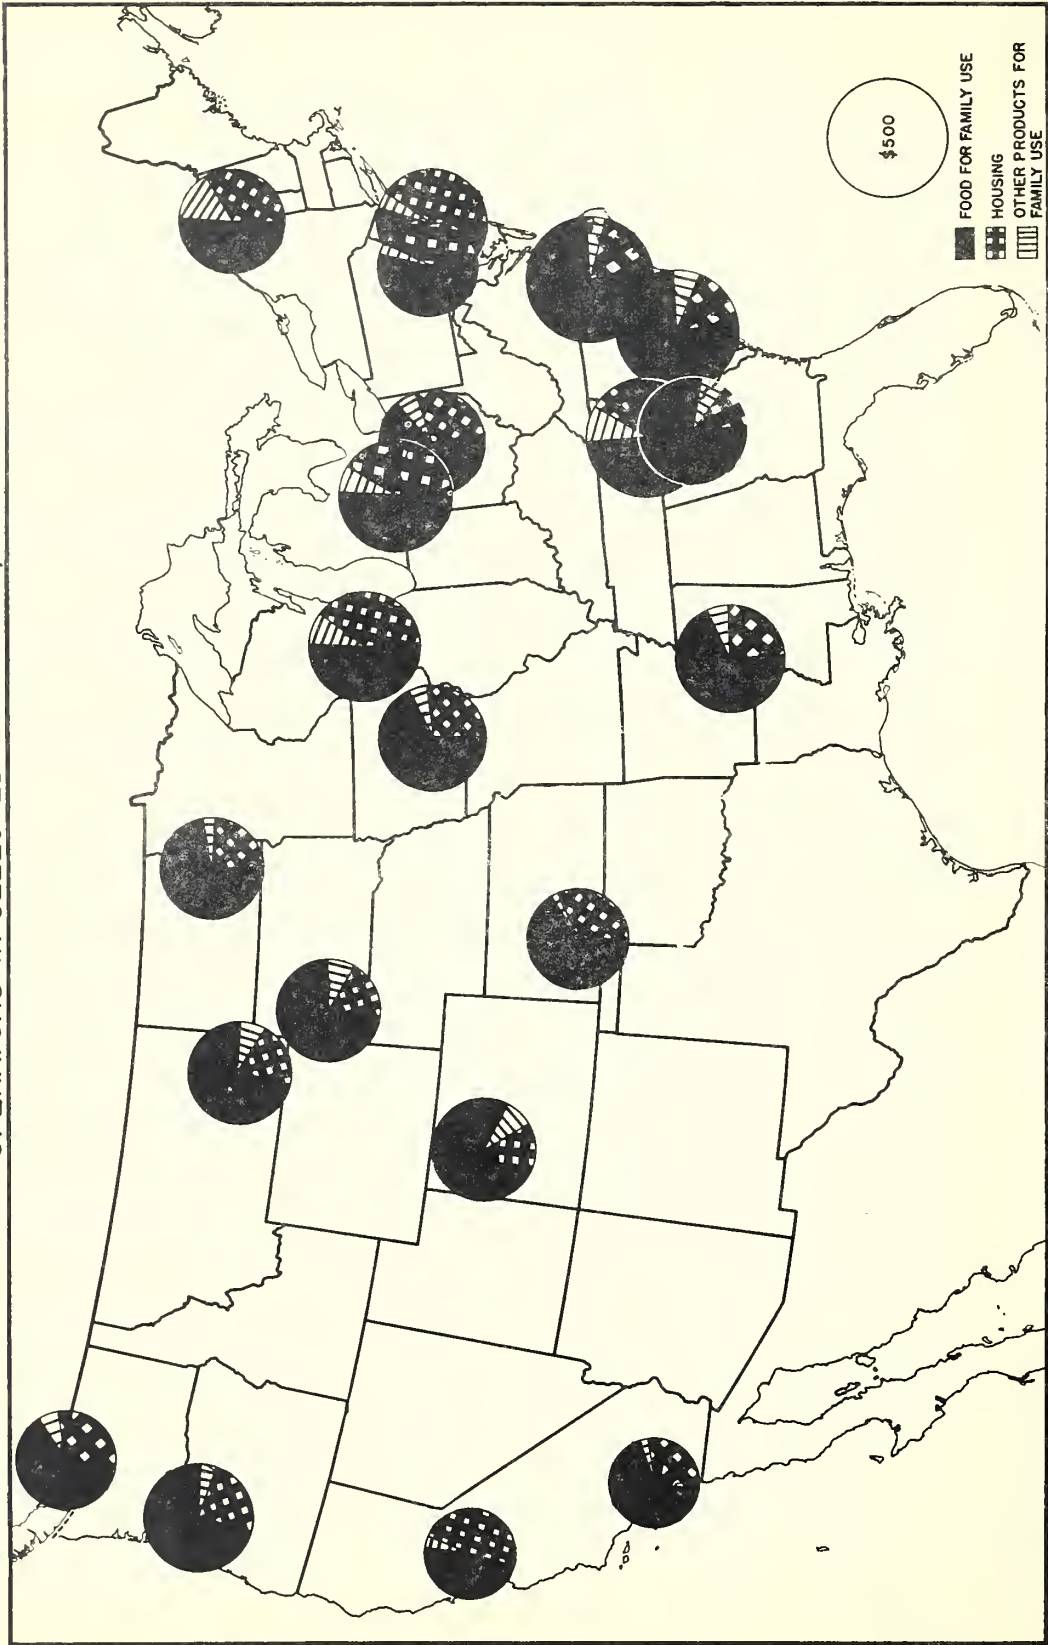 $500
FOOD FOR FAMILY USE
HOUSING
OTHER PRODUCTS FOR
FAMILY USE